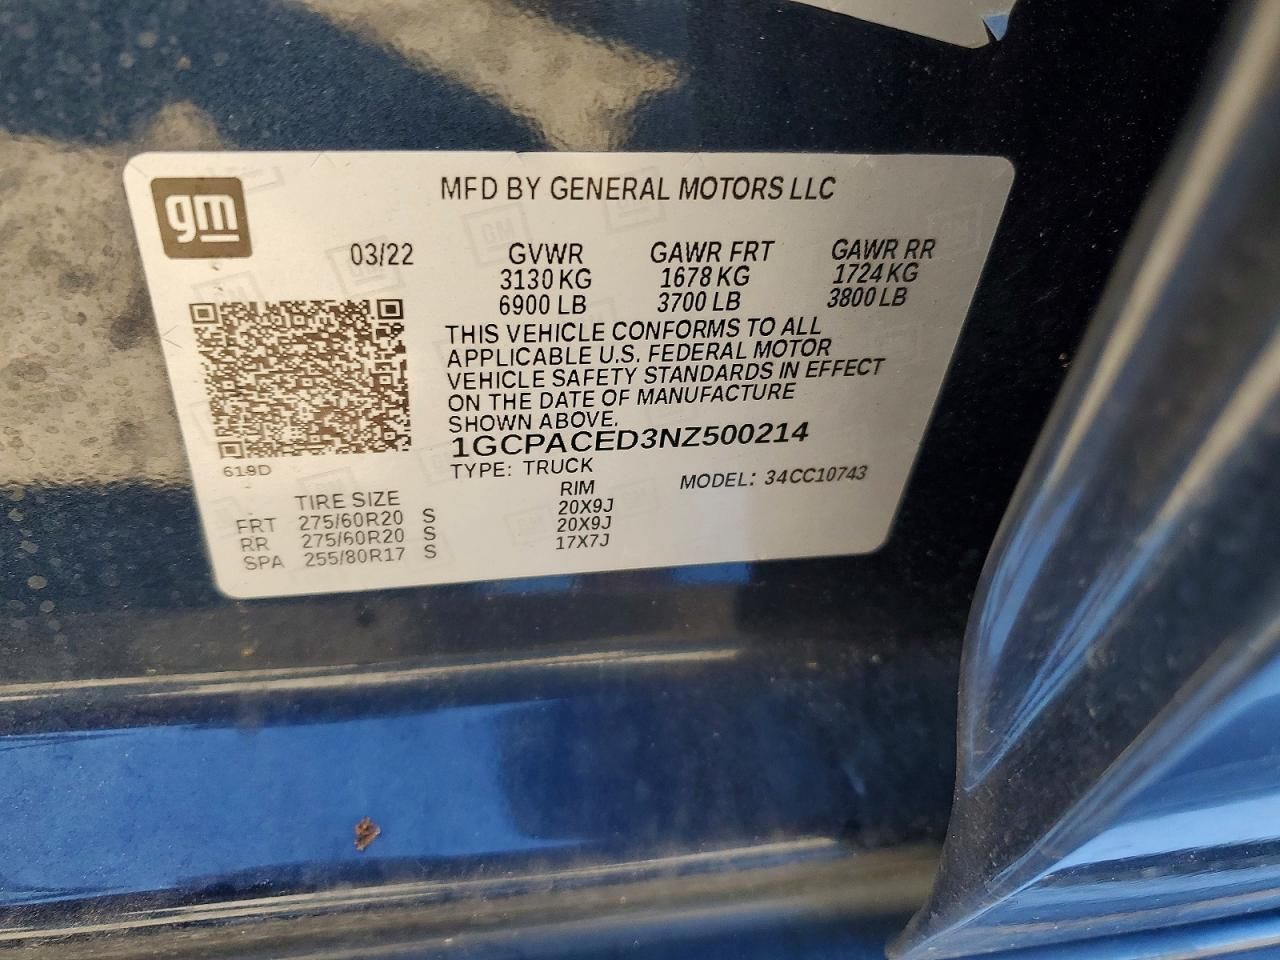 gm
MFD BY GENERAL MOTORS LLC
03/22 GVWR GAWR FRT GAWR RR
3130 KG 1678 KG 1724 KG
6900 LB 3700 LB 3800 LB
THIS VEHICLE CONFORMS TO ALL
APPLICABLE U.S. FEDERAL MOTOR
VEHICLE SAFETY STANDARDS IN EFFECT
ON THE DATE OF MANUFACTURE
SHOWN ABOVE.
1GCPACED3NZ500214
619D
TYPE: TRUCK MODEL: 34CC10743
TIRE SIZE RIM
FRT 275/60R20 S 20X9J
RR 275/60R20 S 20X9J
SPA 255/80R17 S 17X7J